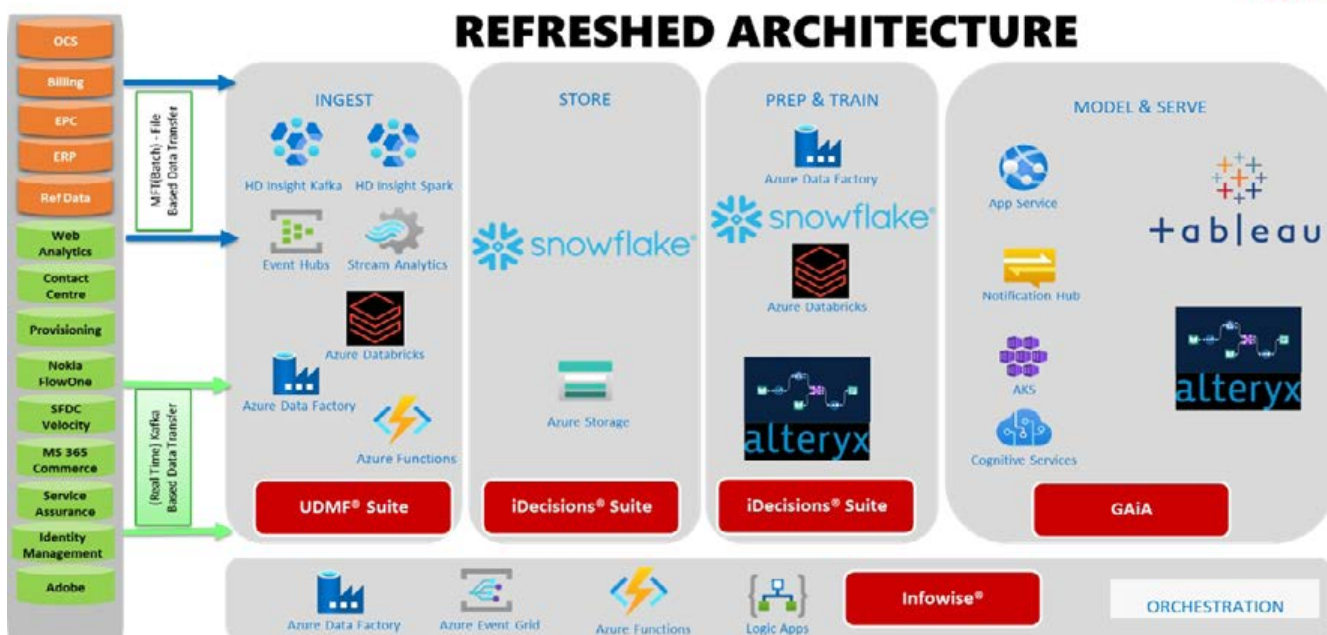 REFRESHED ARCHITECTURE
OCS
Billing
EPC
ERP
Ref Data
Web
Analytics
Contact
Centre
Provisioning
Nokia
FlowOne
SFDC
Velocity
MS 365
Commerce
Service
Assurance
Identity
Management
Adobe
MFT(Batch) - File
Based Data Transfer
(Real Time) Kafka
Based Data Transfer
INGEST
HD Insight Kafka
HD Insight Spark
Event Hubs
Stream Analytics
Azure Databricks
Azure Data Factory
Azure Functions
UDMF® Suite
STORE
snowflake®
Azure Storage
iDecisions® Suite
PREP & TRAIN
Azure Data Factory
snowflake®
Azure Databricks
alteryx
iDecisions® Suite
MODEL & SERVE
App Service
+ableau
Notification Hub
AKS
alteryx
Cognitive Services
GAiA
Azure Data Factory
Azure Event Grid
Azure Functions
Logic Apps
Infowise®
ORCHESTRATION